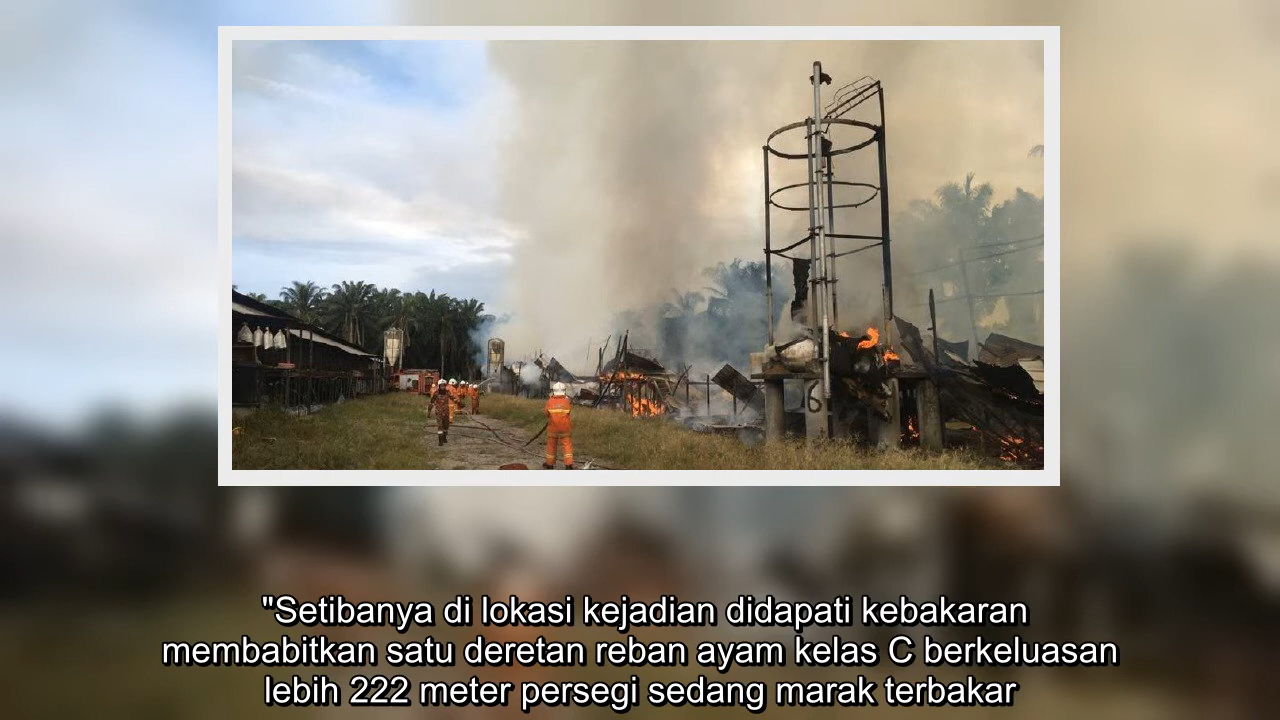 6
"Setibanya di lokasi kejadian didapati kebakaran
membabitkan satu deretan reban ayam kelas C berkeluasan
lebih 222 meter persegi sedang marak terbakar